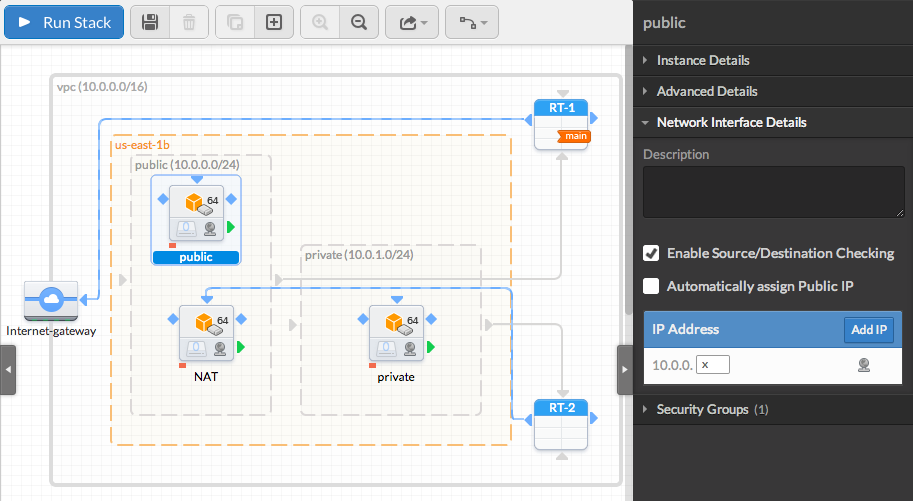 Run Stack
public
Instance Details
Advanced Details
Network Interface Details
Description
Enable Source/Destination Checking
Automatically assign Public IP
IP Address
Add IP
10.0.0.
x
Security Groups (1)
vpc (10.0.0.0/16)
RT-1
main
us-east-1b
public (10.0.0.0/24)
64
public
private (10.0.1.0/24)
Internet-gateway
64
NAT
64
private
RT-2